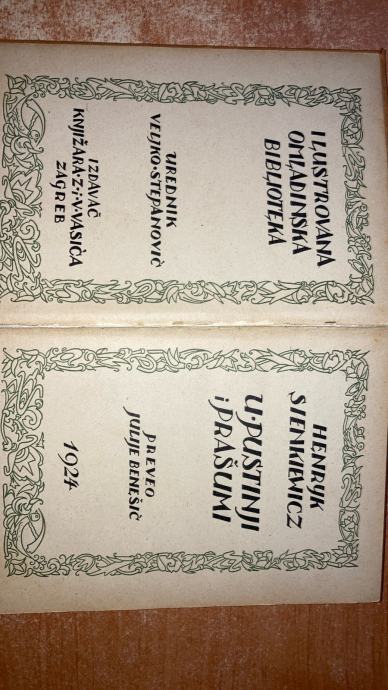 ILUSTROVANA
OMLADINSKA
BIBLIOTEKA
UREDNIK
VELJKO·STEPANOVIĆ
IZDAVAČ
KNJIŽARA·Z·i·V·VASIĆA
ZAGREB
HENRYK
SIENKIEWICZ
U·PUSTINJI
i PRAŠUMI
PREVEO
JULIJE BENEŠIĆ
1924